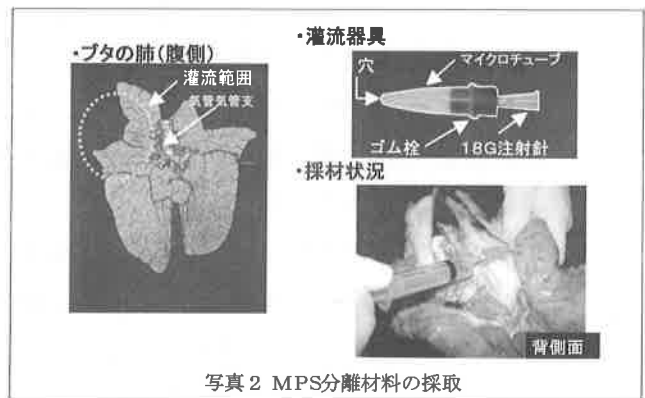 ・ブタの肺(腹側)
灌流範囲
気管気管支
・灌流器具
穴
マイクロチューブ
ゴム栓
18G注射針
・採材状況
背側面
写真2 MPS分離材料の採取